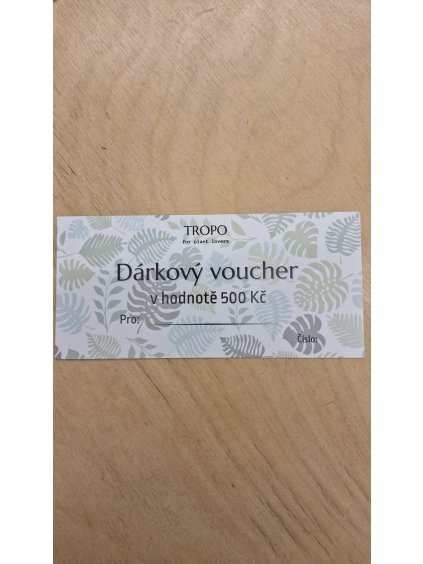 TROPO
for plant lovers
Dárkový voucher
v hodnotě 500 Kč
Pro:
Číslo: